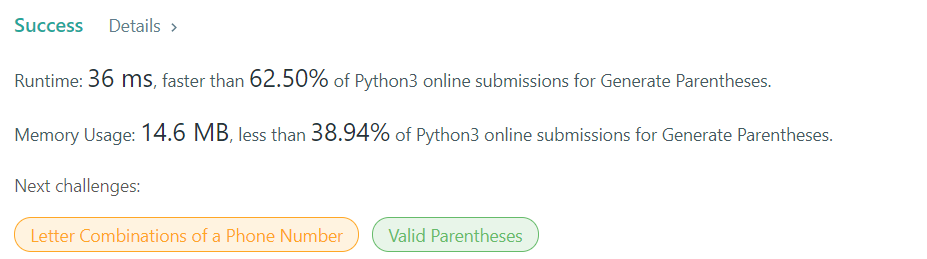 Success Details >
Runtime: 36 ms, faster than 62.50% of Python3 online submissions for Generate Parentheses.
Memory Usage: 14.6 MB, less than 38.94% of Python3 online submissions for Generate Parentheses.
Next challenges:
Letter Combinations of a Phone Number Valid Parentheses